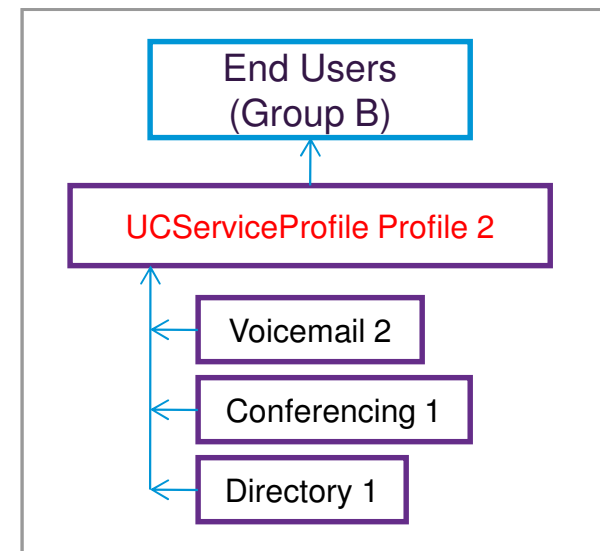 End Users
(Group B)
UCServiceProfile Profile 2
Voicemail 2
Conferencing 1
Directory 1